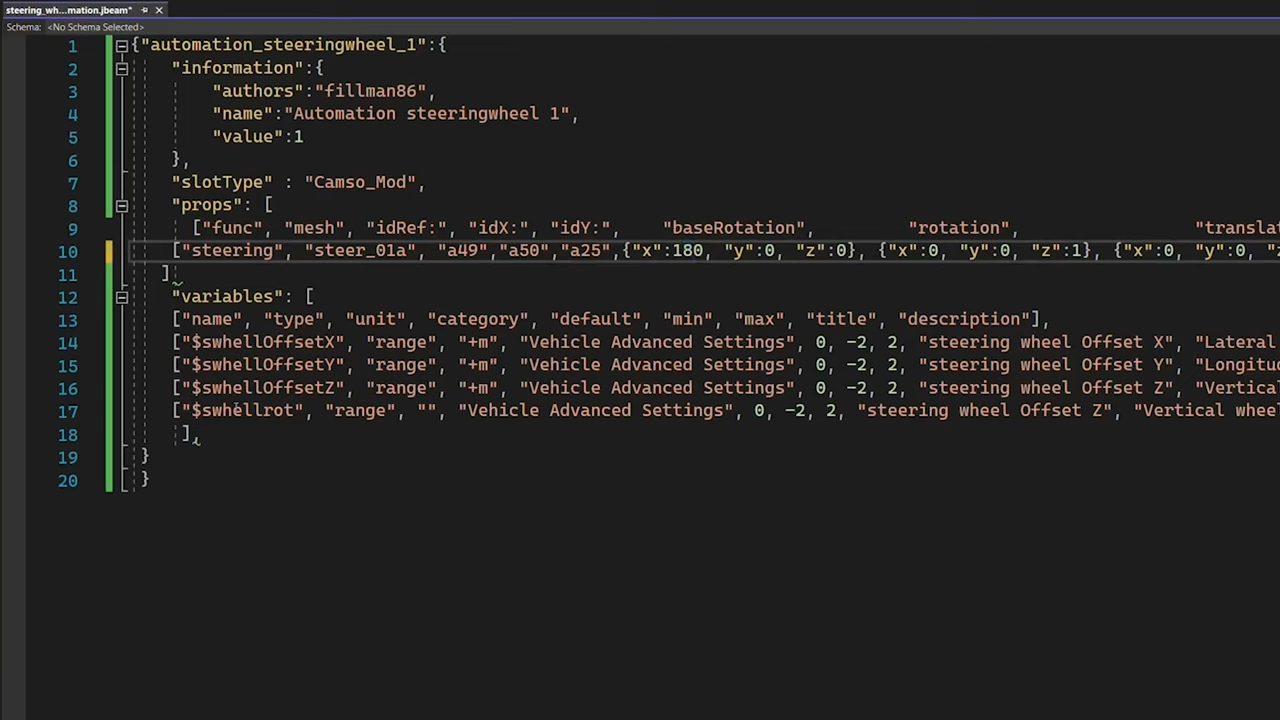 steering_wh...mation.jbeam*
Schema: <No Schema Selected>
1 {"automation_steeringwheel_1":{
2 "information":{
3 "authors":"fillman86",
4 "name":"Automation steeringwheel 1",
5 "value":1
6 },
7 "slotType" : "Camso_Mod",
8 "props": [
9 ["func", "mesh", "idRef:", "idX:", "idY:", "baseRotation", "rotation", "translat
10 ["steering", "steer_01a", "a49","a50","a25",{"x":180, "y":0, "z":0}, {"x":0, "y":0, "z":1}, {"x":0, "y":0, "z
11 ]
12 "variables": [
13 ["name", "type", "unit", "category", "default", "min", "max", "title", "description"],
14 ["$swhellOffsetX", "range", "+m", "Vehicle Advanced Settings", 0, -2, 2, "steering wheel Offset X", "Lateral
15 ["$swhellOffsetY", "range", "+m", "Vehicle Advanced Settings", 0, -2, 2, "steering wheel Offset Y", "Longitu
16 ["$swhellOffsetZ", "range", "+m", "Vehicle Advanced Settings", 0, -2, 2, "steering wheel Offset Z", "Vertical
17 ["$swhellrot", "range", "", "Vehicle Advanced Settings", 0, -2, 2, "steering wheel Offset Z", "Vertical whee
18 ],
19 }
20 }